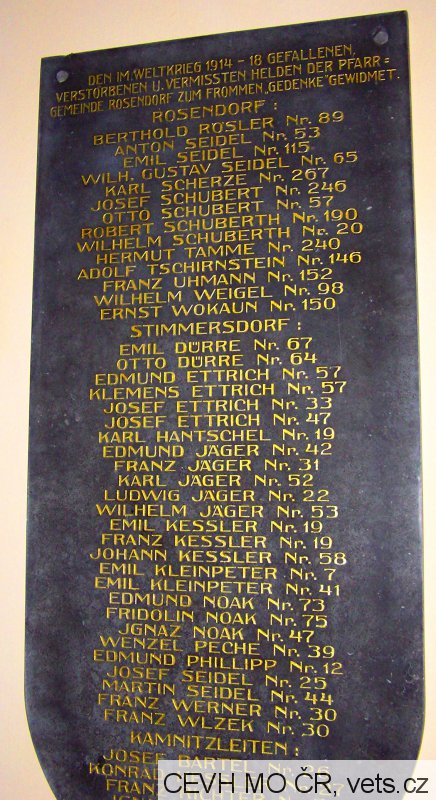 DEN IM WELTKRIEG 1914 - 18 GEFALLENEN,
VERSTORBENEN U. VERMISSTEN HELDEN DER PFARR=
GEMEINDE ROSENDORF ZUM FROMMEN „GEDENKE" GEWIDMET.
ROSENDORF:
BERTHOLD RÖSLER Nr. 89
ANTON SEIDEL Nr. 53
EMIL SEIDEL Nr. 115
WILH. GUSTAV SEIDEL Nr. 65
KARL SCHERZE Nr. 267
JOSEF SCHUBERT Nr. 246
OTTO SCHUBERT Nr. 57
ROBERT SCHUBERTH Nr. 190
WILHELM SCHUBERTH Nr. 20
HERMUT TAMME Nr. 240
ADOLF TSCHIRNSTEIN Nr. 146
FRANZ UHMANN Nr. 152
WILHELM WEIGEL Nr. 98
ERNST WOKAUN Nr. 150
STIMMERSDORF:
EMIL DÜRRE Nr. 67
OTTO DÜRRE Nr. 64
EDMUND ETTRICH Nr. 57
KLEMENS ETTRICH Nr. 57
JOSEF ETTRICH Nr. 33
JOSEF ETTRICH Nr. 47
KARL HANTSCHEL Nr. 19
EDMUND JÄGER Nr. 42
FRANZ JÄGER Nr. 31
KARL JÄGER Nr. 52
LUDWIG JÄGER Nr. 22
WILHELM JÄGER Nr. 53
EMIL KESSLER Nr. 19
FRANZ KESSLER Nr. 19
JOHANN KESSLER Nr. 58
EMIL KLEINPETER Nr. 7
EMIL KLEINPETER Nr. 41
EDMUND NOAK Nr. 73
FRIDOLIN NOAK Nr. 75
JGNAZ NOAK Nr. 47
WENZEL PECHE Nr. 39
EDMUND PHILLIPP Nr. 12
JOSEF SEIDEL Nr. 25
MARTIN SEIDEL Nr. 44
FRANZ WERNER Nr. 30
FRANZ WLZEK Nr. 30
KAMNITZLEITEN:
JOSEF BARTEL Nr. 26
KONRAD
FRANZ
CEVH MO ČR, vets.cz